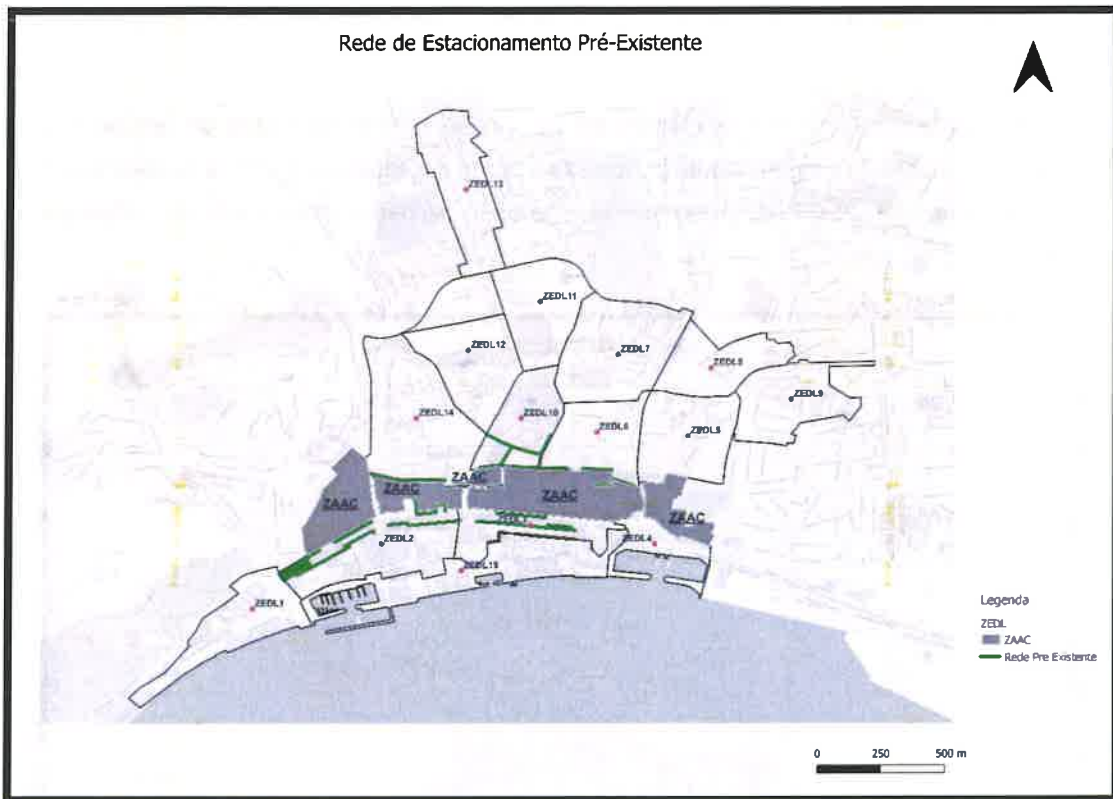 Rede de Estacionamento Pré-Existente
ZEDL13
ZEDL11
ZEDL12
ZEDL7
ZEDL8
ZEDL9
ZEDL14
ZEDL10
ZEDL6
ZEDL5
ZAAC
ZAAC
ZAAC
ZAAC
ZAAC
ZEDL2
ZEDL4
ZEDL15
ZEDL1
Legenda
ZEDL
ZAAC
Rede Pre Existente
0 250 500 m